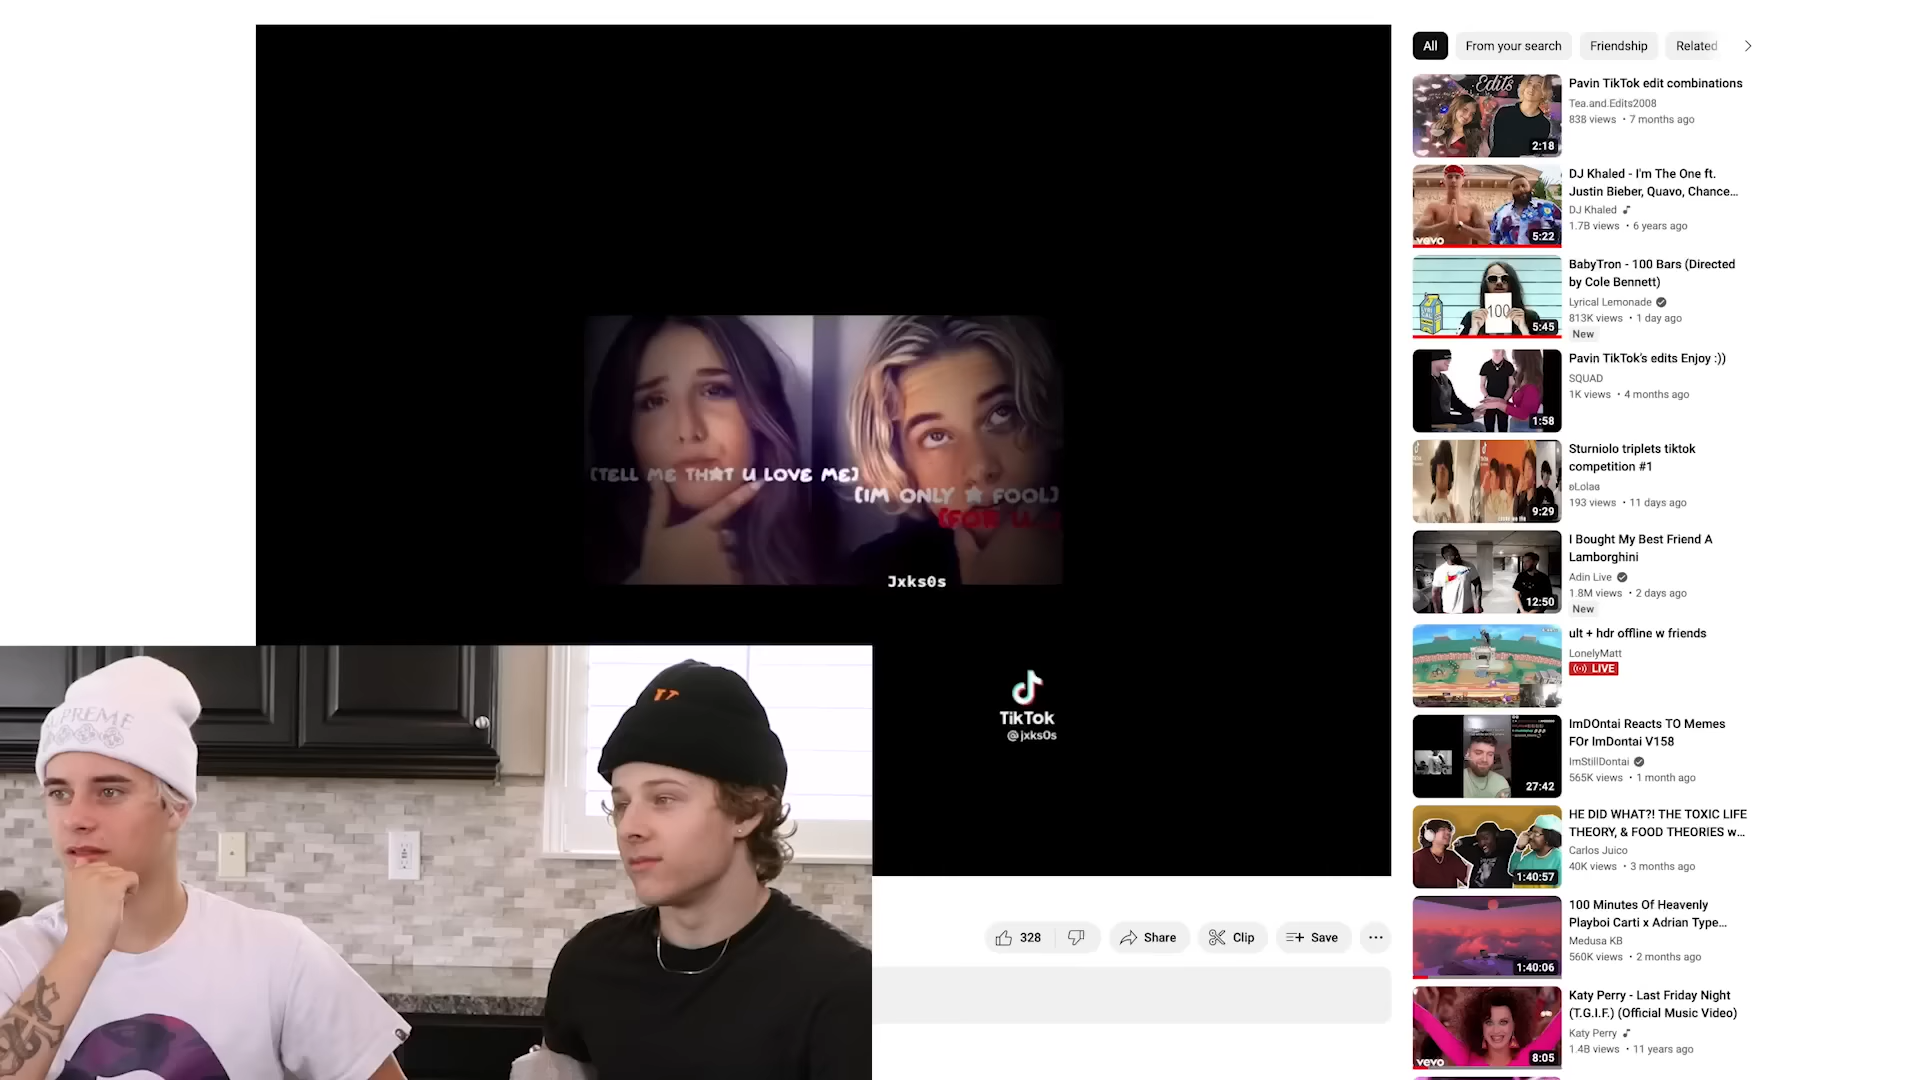 All
From your search
Friendship
Related
[TELL ME THAT U LOVE ME]
[IM ONLY A FOOL]
[FOR U...]
Jxks0s
TikTok
@jxks0s
SUPREME
328
Share
Clip
Save
Edits
2:18
Pavin TikTok edit combinations
Tea.and.Edits2008
838 views • 7 months ago
vevo
5:22
DJ Khaled - I'm The One ft.
Justin Bieber, Quavo, Chance...
DJ Khaled
1.7B views • 6 years ago
100
5:45
BabyTron - 100 Bars (Directed
by Cole Bennett)
Lyrical Lemonade
813K views • 1 day ago
New
1:58
Pavin TikTok's edits Enjoy :))
SQUAD
1K views • 4 months ago
9:29
Sturniolo triplets tiktok
competition #1
193 views • 11 days ago
12:50
I Bought My Best Friend A
Lamborghini
Adin Live
1.8M views • 2 days ago
New
ult + hdr offline w friends
LonelyMatt
LIVE
27:42
ImDOntai Reacts TO Memes
FOr ImDontai V158
ImStillDontai
565K views • 1 month ago
1:40:57
HE DID WHAT?! THE TOXIC LIFE
THEORY, & FOOD THEORIES w...
Carlos Juico
40K views • 3 months ago
1:40:06
100 Minutes Of Heavenly
Playboi Carti x Adrian Type...
Medusa KB
560K views • 2 months ago
vevo
8:05
Katy Perry - Last Friday Night
(T.G.I.F.) (Official Music Video)
Katy Perry
1.4B views • 11 years ago